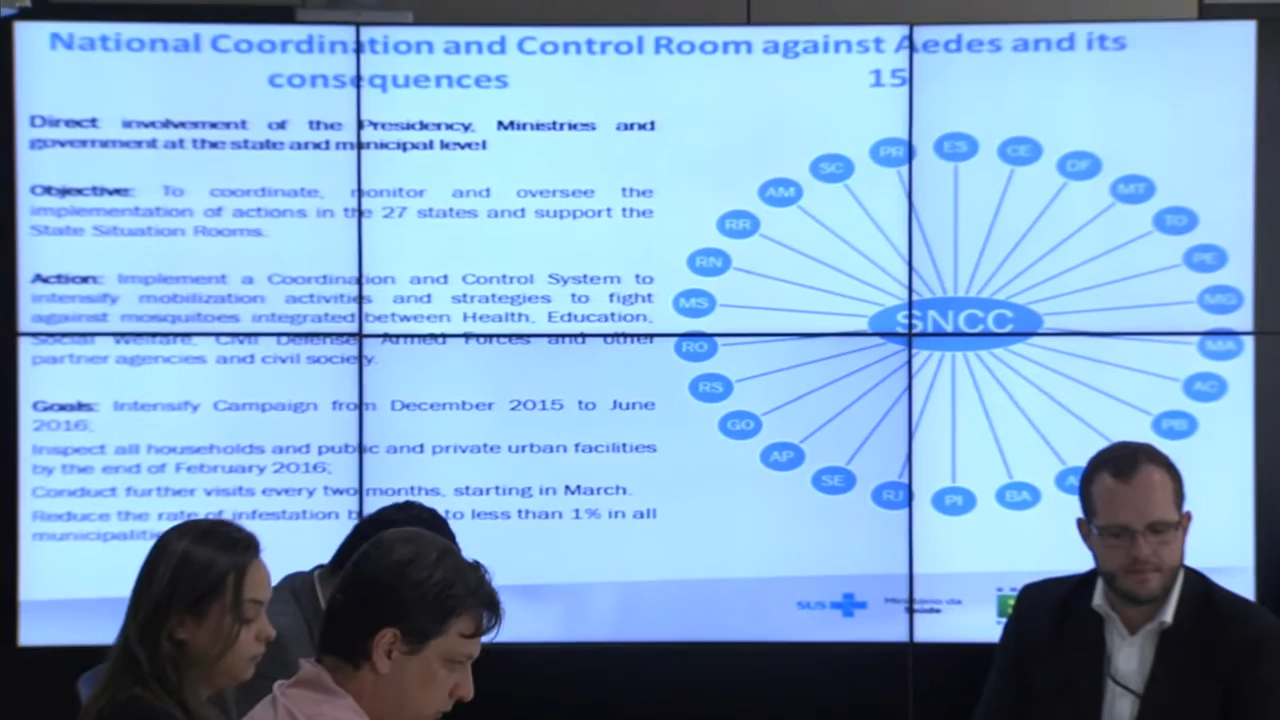 National Coordination and Control Room against Aedes and its
consequences 15
Direct involvement of the Presidency, Ministries and
government at the state and municipal level
Objective: To coordinate, monitor and oversee the
implementation of actions in the 27 states and support the
State Situation Rooms.
Action: Implement a Coordination and Control System to
intensify mobilization activities and strategies to fight
against mosquitoes integrated between Health, Education,
Social Welfare, Civil Defense, Armed Forces and other
partner agencies and civil society.
Goals: Intensify Campaign from December 2015 to June
2016;
Inspect all households and public and private urban facilities
by the end of February 2016;
Conduct further visits every two months, starting in March.
Reduce the rate of infestation to less than 1% in all
SNCC
ES
CE
DF
MT
TO
PE
MG
MA
AC
PB
BA
PI
RJ
SE
AP
GO
RS
RO
MS
RN
RR
AM
SC
PR
SUS
Ministério da
Saúde